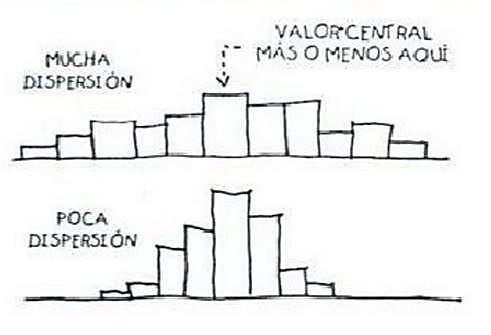 MUCHA
DISPERSIÓN
VALOR CENTRAL
MÁS O MENOS AQUÍ
POCA
DISPERSIÓN